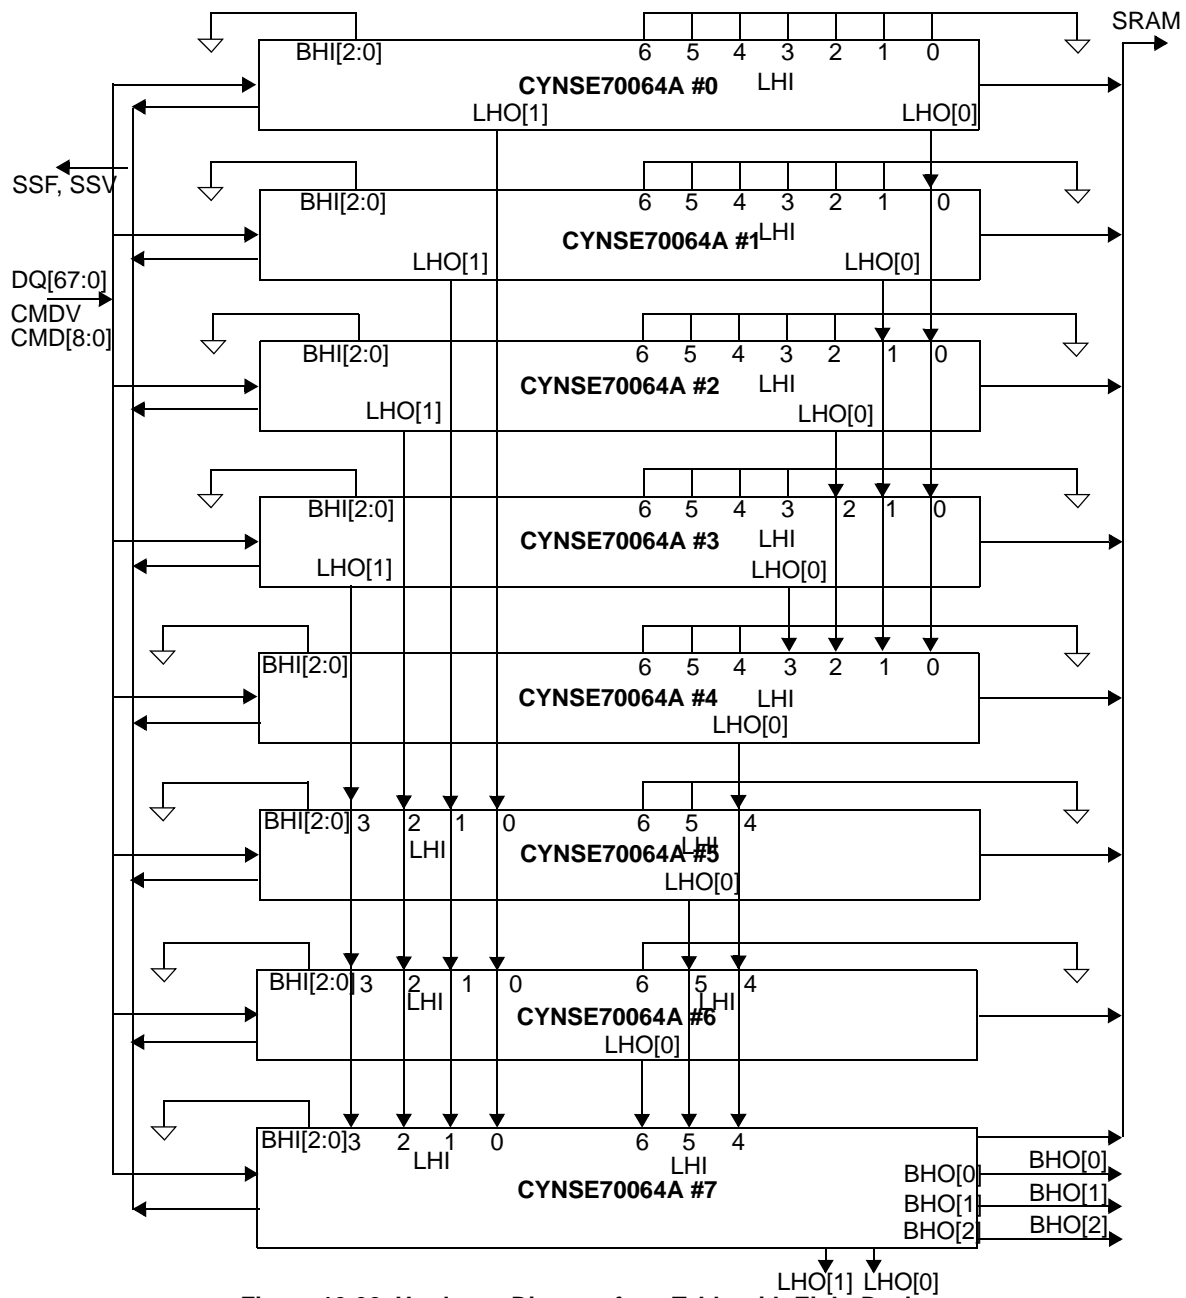 SRAM
BHI[2:0] 6 5 4 3 2 1 0
CYNSE70064A #0 LHI
LHO[1] LHO[0]
SSF, SSV
BHI[2:0] 6 5 4 3 2 1 0
CYNSE70064A #1 LHI
LHO[1] LHO[0]
DQ[67:0]
CMDV
CMD[8:0]
BHI[2:0] 6 5 4 3 2 1 0
CYNSE70064A #2 LHI
LHO[1] LHO[0]
BHI[2:0] 6 5 4 3 2 1 0
CYNSE70064A #3 LHI
LHO[1] LHO[0]
BHI[2:0] 6 5 4 3 2 1 0
CYNSE70064A #4 LHI
LHO[0]
BHI[2:0] 3 2 1 0 6 5 4
LHI CYNSE70064A #5 LHI
LHO[0]
BHI[2:0] 3 2 1 0 6 5 4
LHI CYNSE70064A #6 LHI
LHO[0]
BHI[2:0] 3 2 1 0 6 5 4
LHI LHI
CYNSE70064A #7
BHO[0] BHO[0]
BHO[1] BHO[1]
BHO[2] BHO[2]
LHO[1] LHO[0]